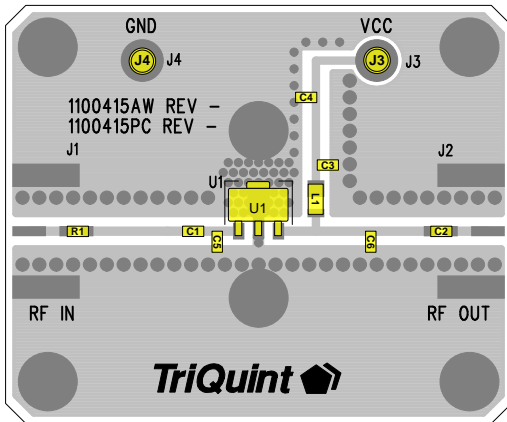 GND
VCC
J4
J4
J3
J3
C4
1100415AW REV -
1100415PC REV -
J1
J2
C3
U1
L1
U1
R1
C1
C5
C6
C2
RF IN
RF OUT
TriQuint